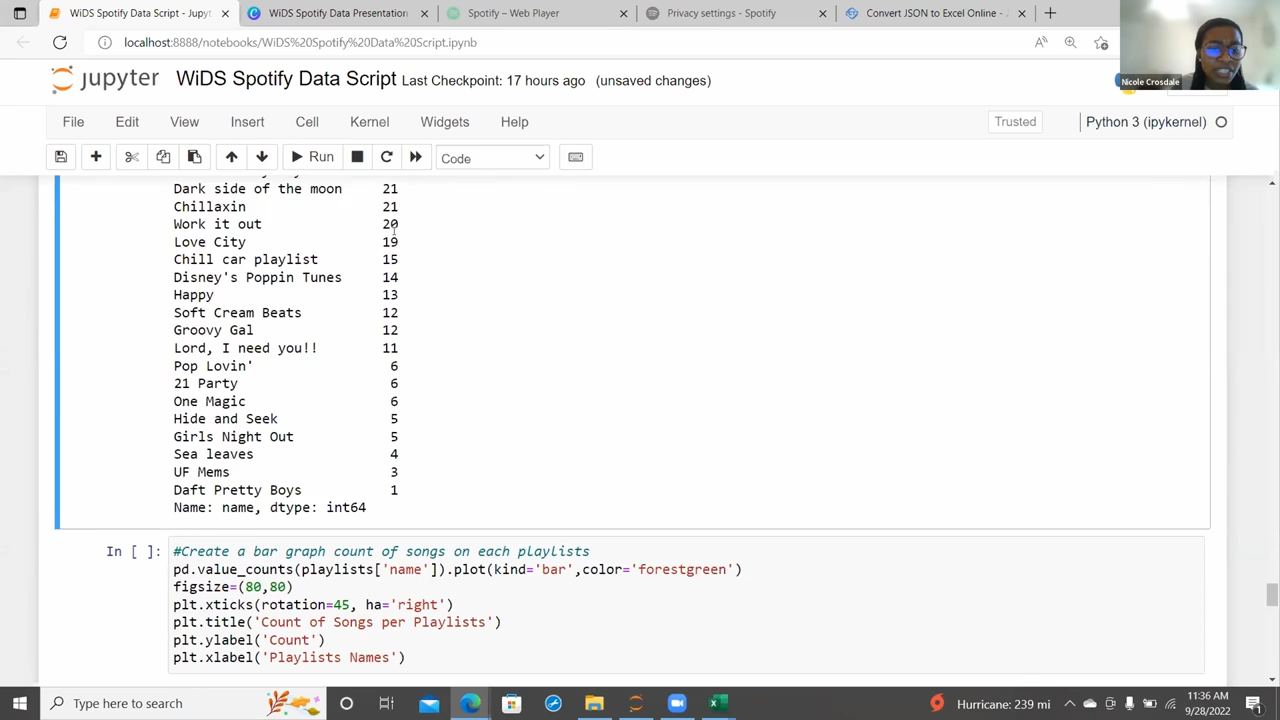 WiDS Spotify Data Script - Jupyt
WiDS Spotify Data Presentation
Spotify – Web Player
Privacy settings - Spotify
Convert JSON to Excel Online -
localhost:8888/notebooks/WiDS%20Spotify%20Data%20Script.ipynb
Nicole Crosdale
jupyter WiDS Spotify Data Script Last Checkpoint: 17 hours ago (unsaved changes)
File Edit View Insert Cell Kernel Widgets Help Trusted Python 3 (ipykernel)
Run Code
Dark side of the moon 21
Chillaxin 21
Work it out 20
Love City 19
Chill car playlist 15
Disney's Poppin Tunes 14
Happy 13
Soft Cream Beats 12
Groovy Gal 12
Lord, I need you!! 11
Pop Lovin' 6
21 Party 6
One Magic 6
Hide and Seek 5
Girls Night Out 5
Sea leaves 4
UF Mems 3
Daft Pretty Boys 1
Name: name, dtype: int64
In [ ]: #Create a bar graph count of songs on each playlists
pd.value_counts(playlists['name']).plot(kind='bar',color='forestgreen')
figsize=(80,80)
plt.xticks(rotation=45, ha='right')
plt.title('Count of Songs per Playlists')
plt.ylabel('Count')
plt.xlabel('Playlists Names')
Type here to search
Hurricane: 239 mi
11:36 AM
9/28/2022